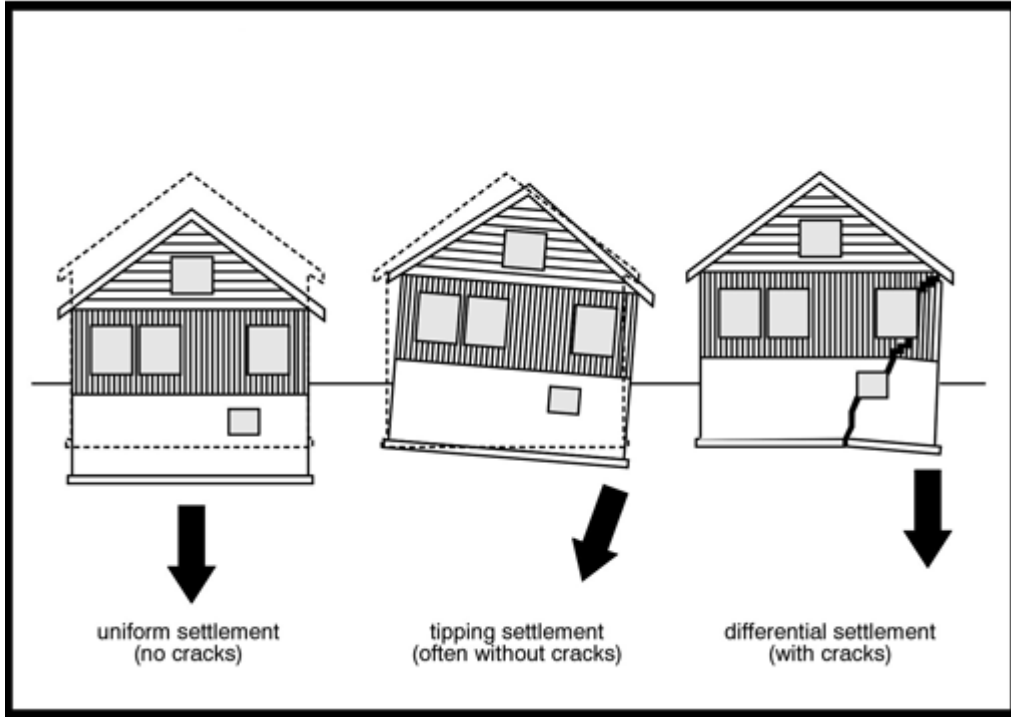 uniform settlement
(no cracks)
tipping settlement
(often without cracks)
differential settlement
(with cracks)